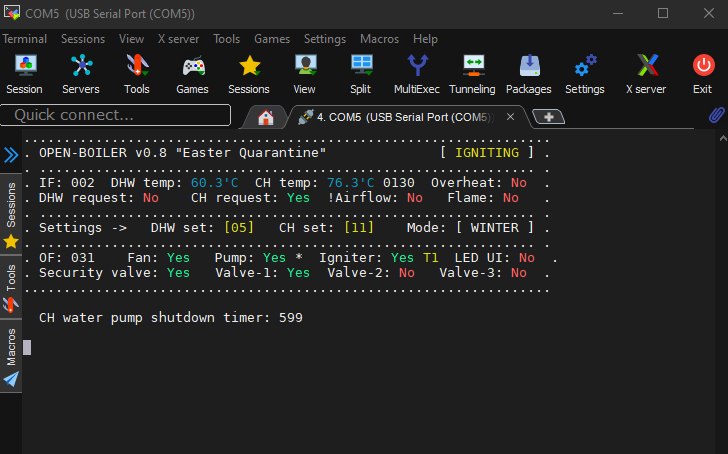 COM5 (USB Serial Port (COM5))
Terminal Sessions View X server Tools Games Settings Macros Help
Session Servers Tools Games Sessions View Split MultiExec Tunneling Packages Settings X server Exit
Quick connect...
4. COM5 (USB Serial Port (COM5)
Sessions
Tools
Macros
. OPEN-BOILER v0.8 "Easter Quarantine" [ IGNITING ] .
. IF: 002 DHW temp: 60.3'C CH temp: 76.3'C 0130 Overheat: No .
. DHW request: No CH request: Yes !Airflow: No Flame: No .
. Settings -> DHW set: [05] CH set: [11] Mode: [ WINTER ] .
. OF: 031 Fan: Yes Pump: Yes * Igniter: Yes T1 LED UI: No .
. Security valve: Yes Valve-1: Yes Valve-2: No Valve-3: No .
CH water pump shutdown timer: 599